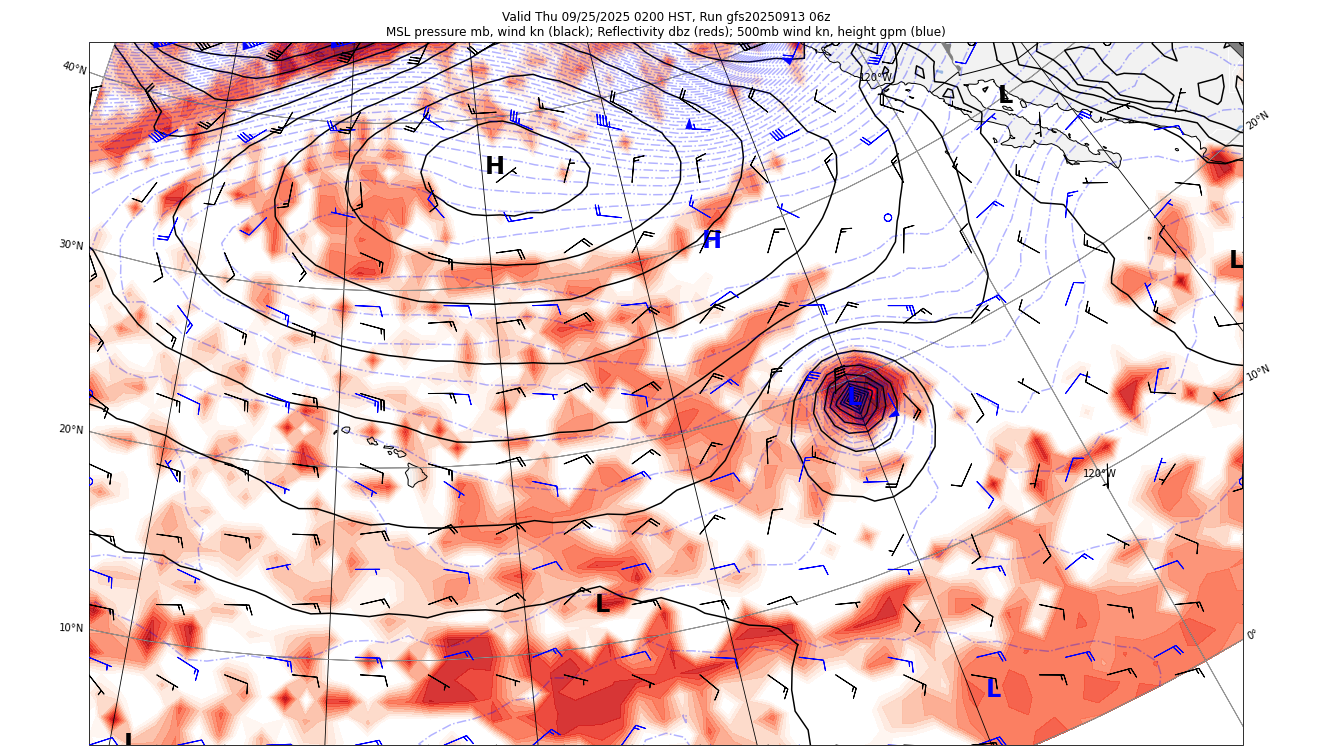 Valid Thu 09/25/2025 0200 HST, Run gfs20250913 06z
MSL pressure mb, wind kn (black); Reflectivity dbz (reds); 500mb wind kn, height gpm (blue)
40°N
120°W
L
20°N
H
30°N
H
L
10°N
L
20°N
120°W
L
10°N
0°
L
L